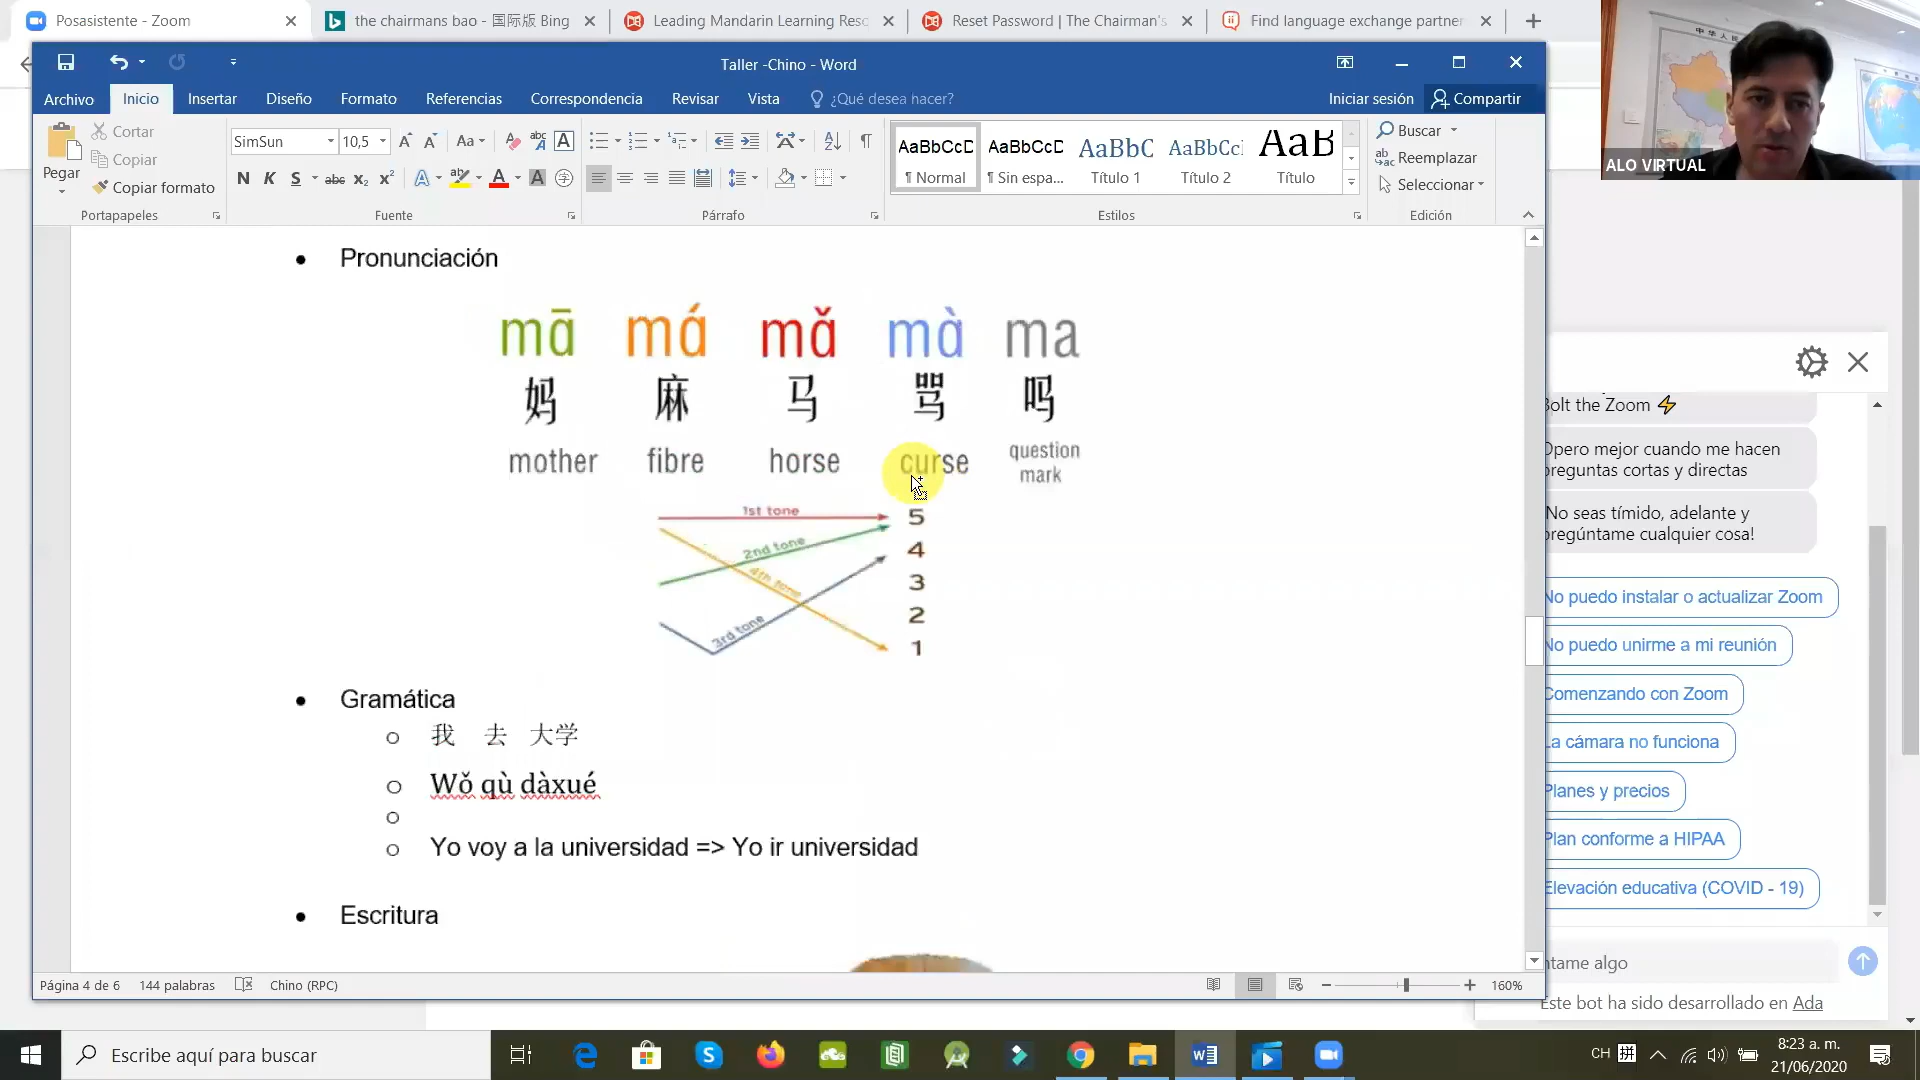 Posasistente - Zoom
the chairmans bao - 国际版 Bing
Leading Mandarin Learning Reso
Reset Password | The Chairman's
Find language exchange partner
Taller -Chino - Word
Archivo Inicio Insertar Diseño Formato Referencias Correspondencia Revisar Vista ¿Qué desea hacer? Iniciar sesión Compartir
Pegar
Cortar
Copiar
Copiar formato
SimSun 10,5
AaBbCcD AaBbCcD AaBbC AaBbCc AaB
¶ Normal ¶ Sin espa... Título 1 Título 2 Título
Buscar
Reemplazar
Seleccionar
Portapapeles Fuente Párrafo Estilos Edición
ALO VIRTUAL
Pronunciación
mā má mǎ mà ma
妈 麻 马 骂 吗
mother fibre horse curse question mark
1st tone
2nd tone
4th tone
3rd tone
5
4
3
2
1
Gramática
我 去 大学
Wǒ qù dàxué
Yo voy a la universidad => Yo ir universidad
Escritura
Bolt the Zoom ⚡
Opero mejor cuando me hacen
preguntas cortas y directas
¡No seas tímido, adelante y
pregúntame cualquier cosa!
No puedo instalar o actualizar Zoom
No puedo unirme a mi reunión
Comenzando con Zoom
La cámara no funciona
Planes y precios
Plan conforme a HIPAA
Elevación educativa (COVID - 19)
ntame algo
Este bot ha sido desarrollado en Ada
Página 4 de 6 144 palabras Chino (RPC) 160%
Escribe aquí para buscar
CH 拼
8:23 a. m.
21/06/2020